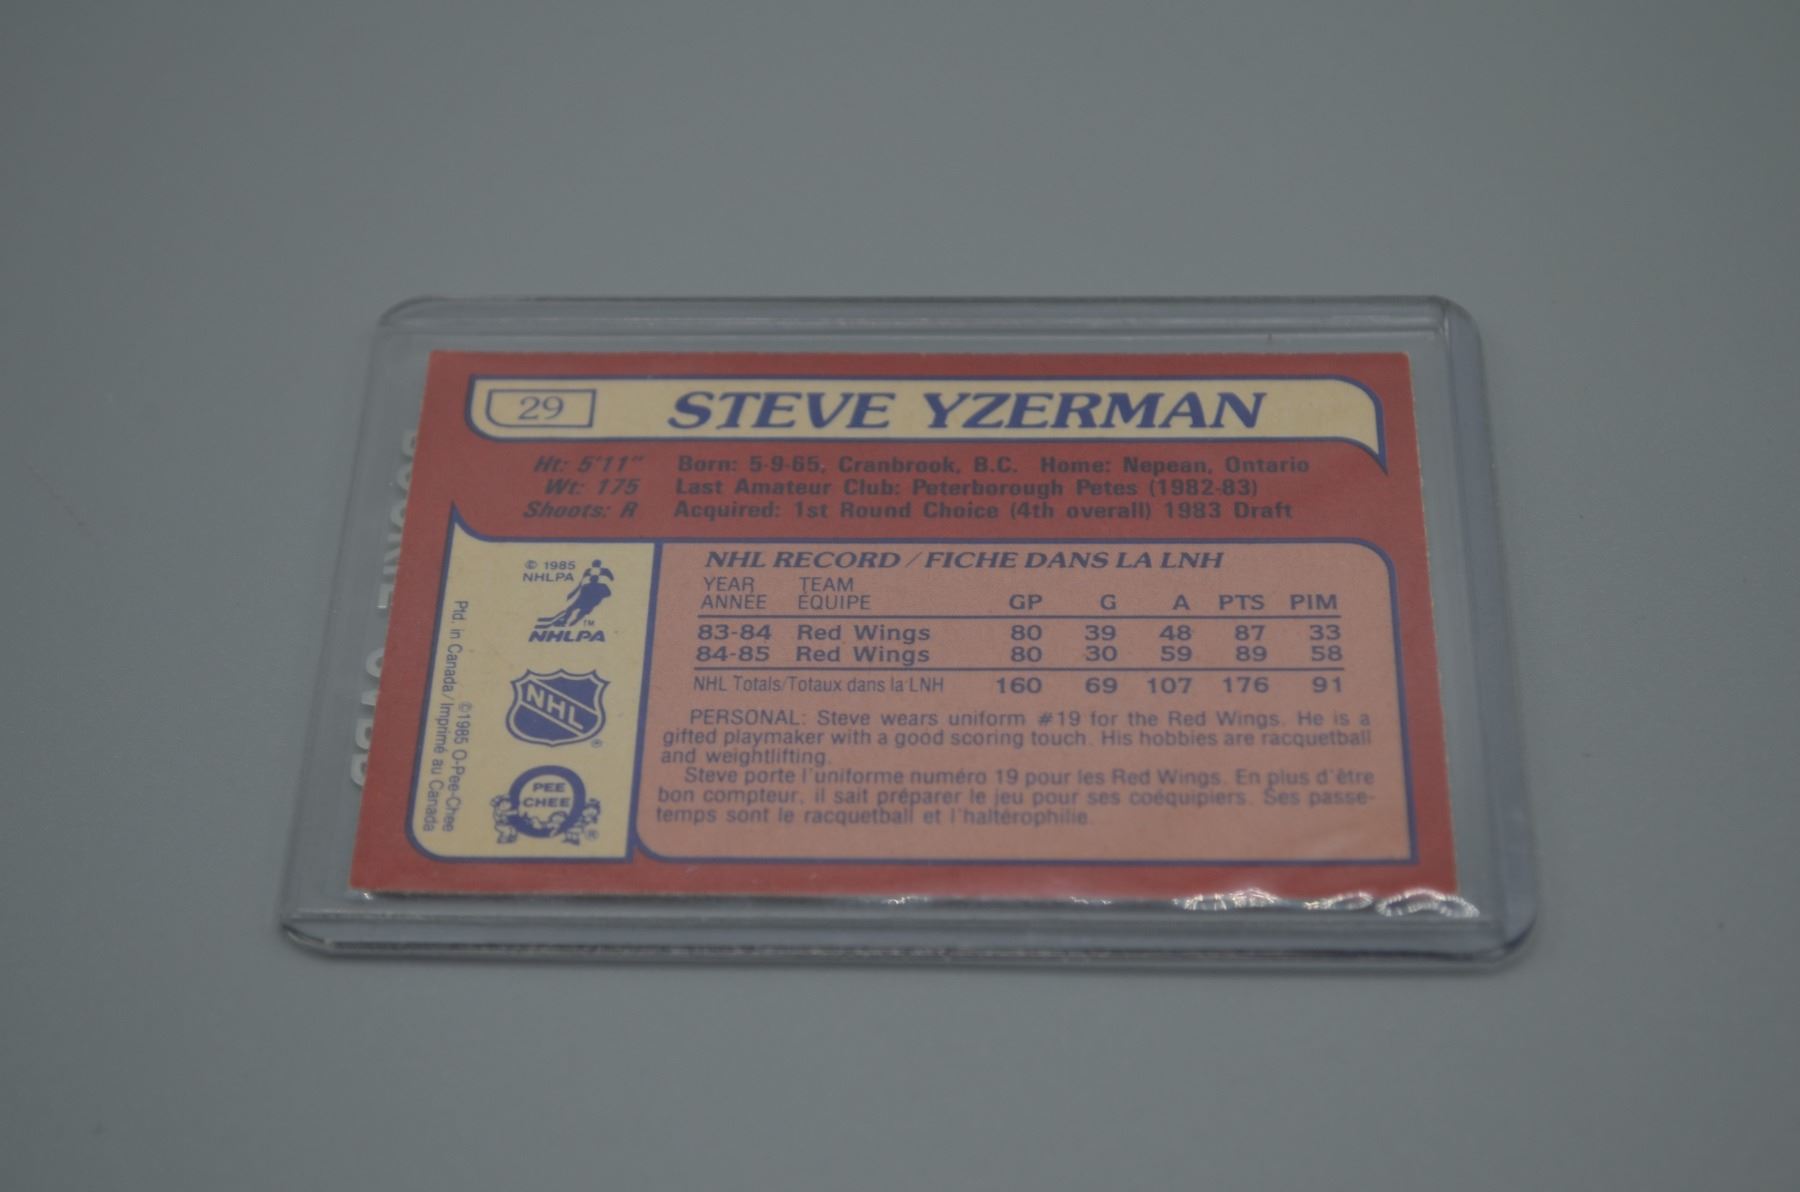 29 STEVE YZERMAN
Ht: 5'11" Born: 5-9-65, Cranbrook, B.C. Home: Nepean, Ontario
Wt: 175 Last Amateur Club: Peterborough Petes (1982-83)
Shoots: R Acquired: 1st Round Choice (4th overall) 1983 Draft
© 1985
NHLPA
TM
NHLPA
NHL
®
PEE
CHEE
®
Ptd. in Canada/Imprimé au Canada
©1985 O-Pee-Chee
NHL RECORD / FICHE DANS LA LNH
YEAR TEAM
ANNÉE ÉQUIPE GP G A PTS PIM
83-84 Red Wings 80 39 48 87 33
84-85 Red Wings 80 30 59 89 58
NHL Totals/Totaux dans la LNH 160 69 107 176 91
PERSONAL: Steve wears uniform #19 for the Red Wings. He is a
gifted playmaker with a good scoring touch. His hobbies are racquetball
and weightlifting.
Steve porte l'uniforme numéro 19 pour les Red Wings. En plus d'être
bon compteur, il sait préparer le jeu pour ses coéquipiers. Ses passe-
temps sont le racquetball et l'haltérophilie.